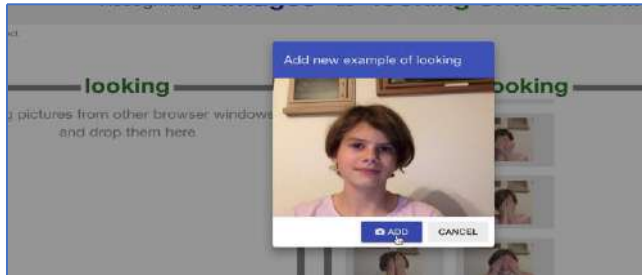 Add new example of looking
looking
ooking
pictures from other browser windows
and drop them here
ADD
CANCEL